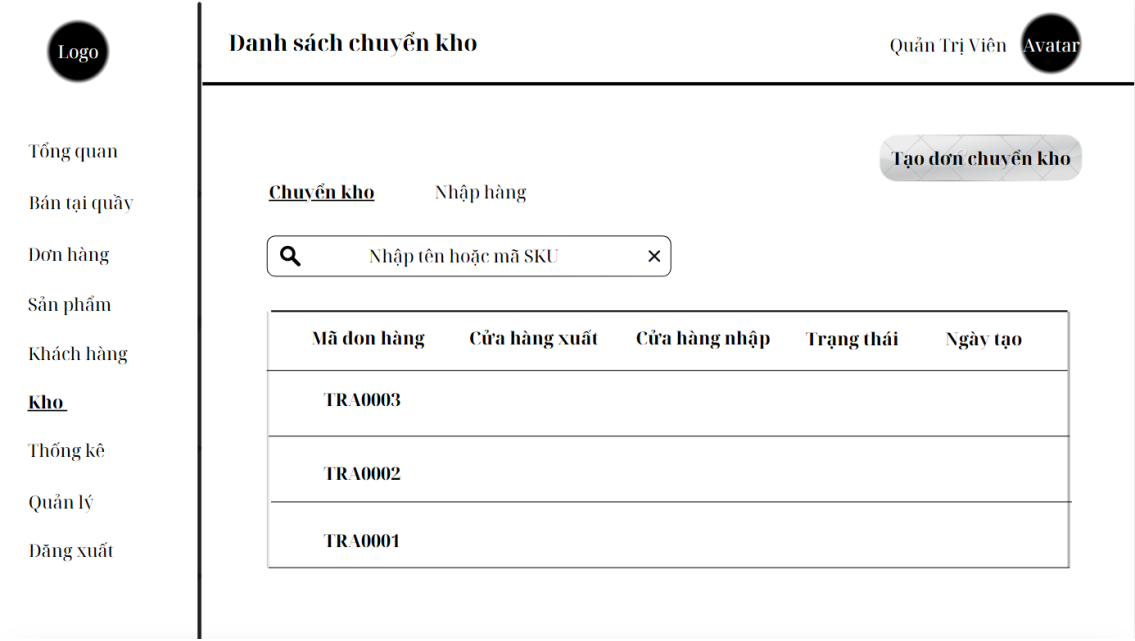 Logo
Danh sách chuyển kho
Quản Trị Viên
Avatar
Tổng quan
Bán tại quầy
Đơn hàng
Sản phẩm
Khách hàng
Kho
Thống kê
Quản lý
Đăng xuất
Tạo đơn chuyển kho
Chuyển kho
Nhập hàng
Nhập tên hoặc mã SKU
Mã đon hàng
Cửa hàng xuất
Cửa hàng nhập
Trạng thái
Ngày tạo
TRA0003
TRA0002
TRA0001